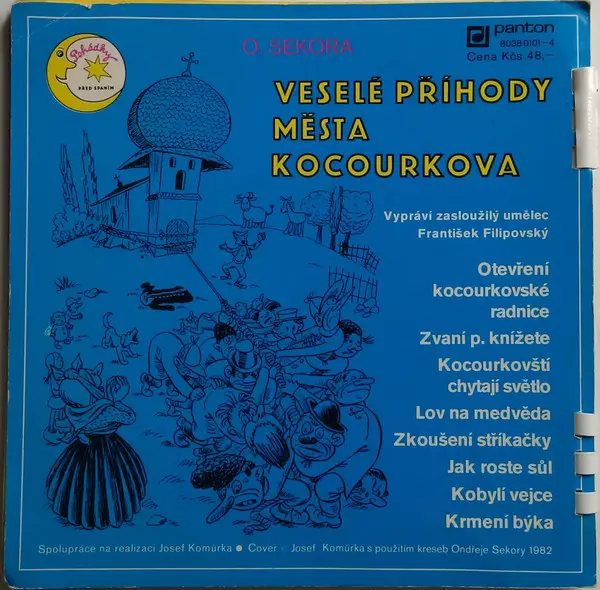 Pohádky
PŘED SPANÍM
O. SEKORA
panton
8038 0101-4
Cena Kčs 48,-
VESELÉ PŘÍHODY
MĚSTA
KOCOURKOVA
Vypráví zasloužilý umělec
František Filipovský
Otevření
kocourkovské
radnice
Zvaní p. knížete
Kocourkovští
chytají světlo
Lov na medvěda
Zkoušení stříkačky
Jak roste sůl
Kobylí vejce
Krmení býka
Spolupráce na realizaci Josef Komúrka ● Cover Josef Komúrka s použitím kreseb Ondřeje Sekory 1982